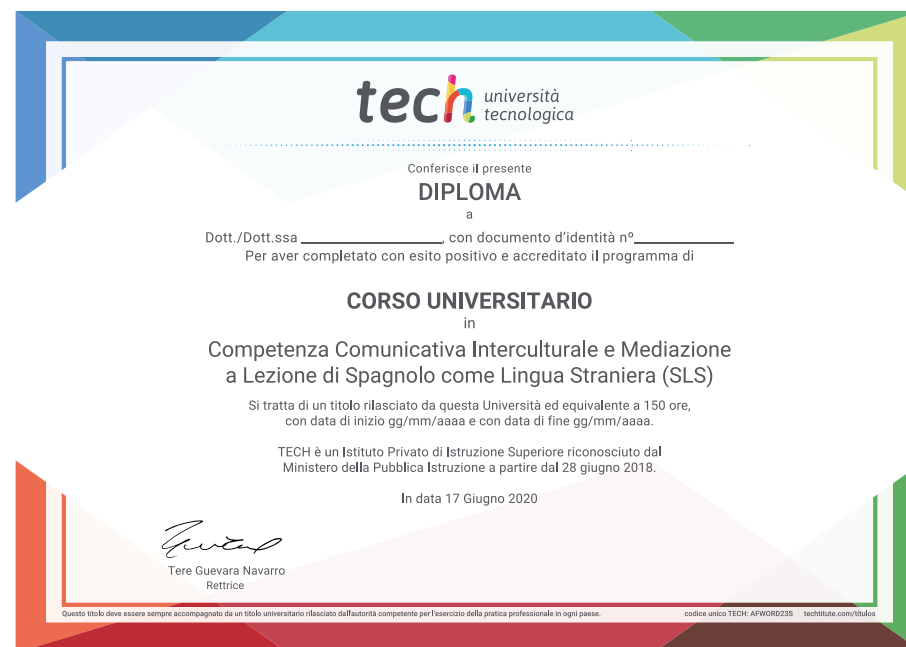 tech università
tecnologica
Conferisce il presente
DIPLOMA
a
Dott./Dott.ssa ____________________, con documento d'identità nº______________
Per aver completato con esito positivo e accreditato il programma di
CORSO UNIVERSITARIO
in
Competenza Comunicativa Interculturale e Mediazione
a Lezione di Spagnolo come Lingua Straniera (SLS)
Si tratta di un titolo rilasciato da questa Università ed equivalente a 150 ore,
con data di inizio gg/mm/aaaa e con data di fine gg/mm/aaaa.
TECH è un Istituto Privato di Istruzione Superiore riconosciuto dal
Ministero della Pubblica Istruzione a partire dal 28 giugno 2018.
In data 17 Giugno 2020
Tere Guevara Navarro
Rettrice
Questo titolo deve essere sempre accompagnato da un titolo universitario rilasciato dall'autorità competente per l'esercizio della pratica professionale in ogni paese. codice unico TECH: AFWORD23S techtitute.com/titulos